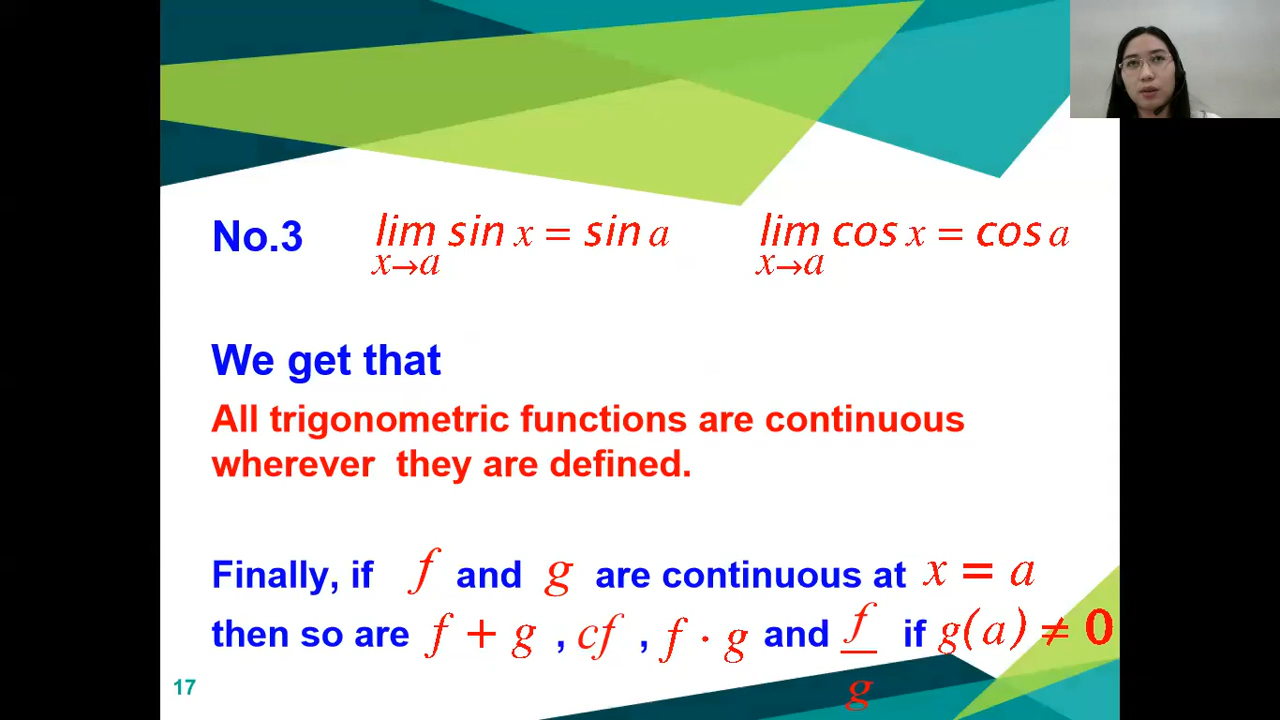 No.3 lim sin x = sin a lim cos x = cos a
x→a x→a
We get that
All trigonometric functions are continuous
wherever they are defined.
Finally, if f and g are continuous at x = a
then so are f + g , cf , f · g and f/g if g(a) ≠ 0
17